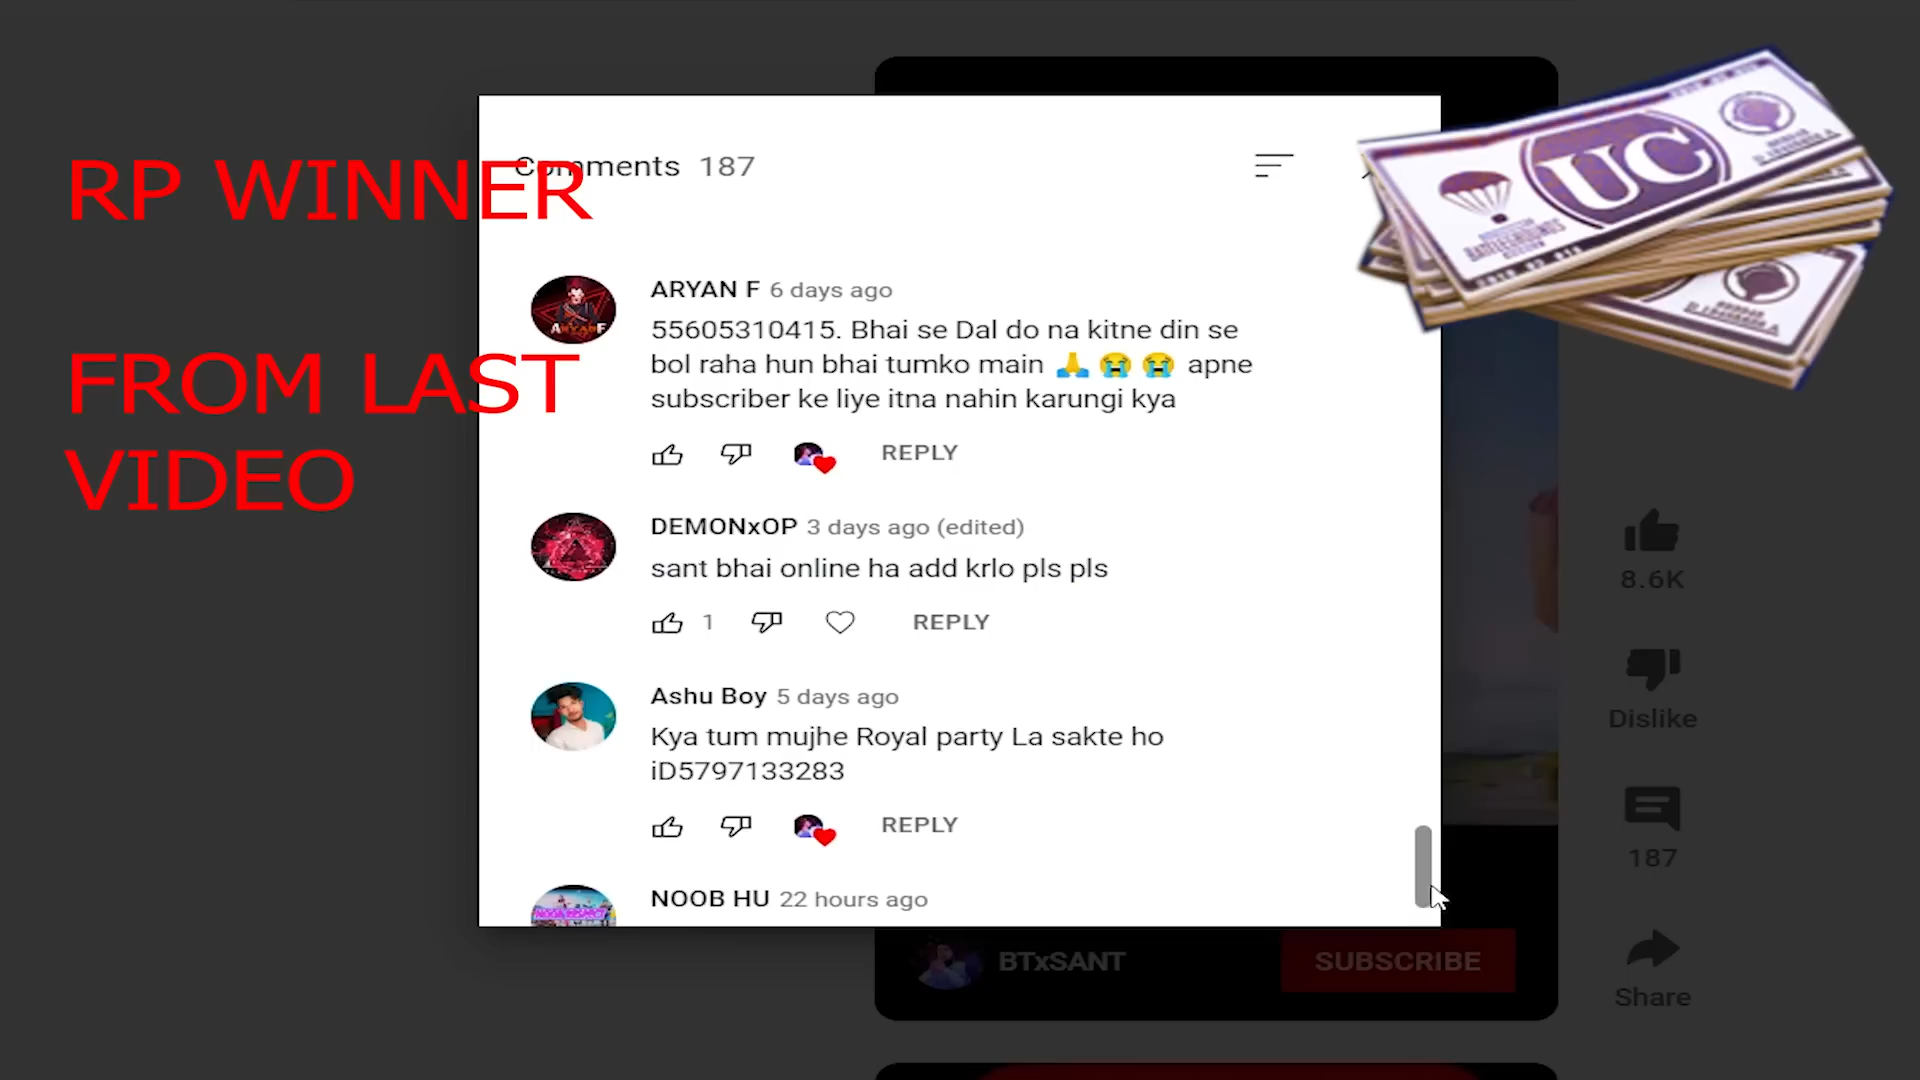 RP WINNER
FROM LAST
VIDEO
Comments 187
ARYAN F 6 days ago
55605310415. Bhai se Dal do na kitne din se
bol raha hun bhai tumko main 🙏 😭 😭 apne
subscriber ke liye itna nahin karungi kya
REPLY
DEMONxOP 3 days ago (edited)
sant bhai online ha add krlo pls pls
1 REPLY
Ashu Boy 5 days ago
Kya tum mujhe Royal party La sakte ho
iD5797133283
REPLY
NOOB HU 22 hours ago
UC
8.6K
Dislike
187
Share
BTxSANT
SUBSCRIBE